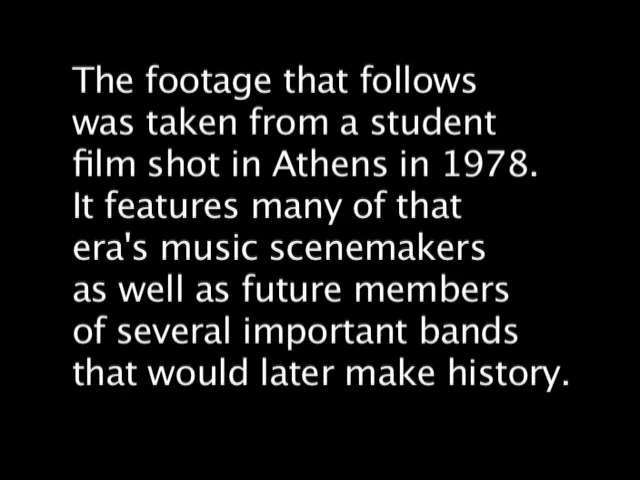 The footage that follows
was taken from a student
film shot in Athens in 1978.
It features many of that
era's music scenemakers
as well as future members
of several important bands
that would later make history.